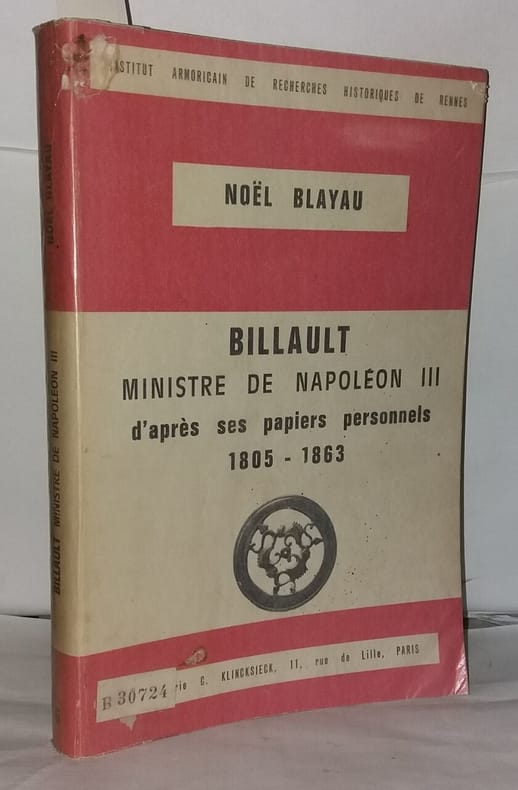 INSTITUT ARMORICAIN DE RECHERCHES HISTORIQUES DE RENNES
NOËL BLAYAU
BILLAULT
MINISTRE DE NAPOLÉON III
d'après ses papiers personnels
1805 - 1863
C. KLINCKSIECK, 11, rue de Lille, PARIS
B 30724
NOËL BLAYAU
BILLAULT MINISTRE DE NAPOLÉON III